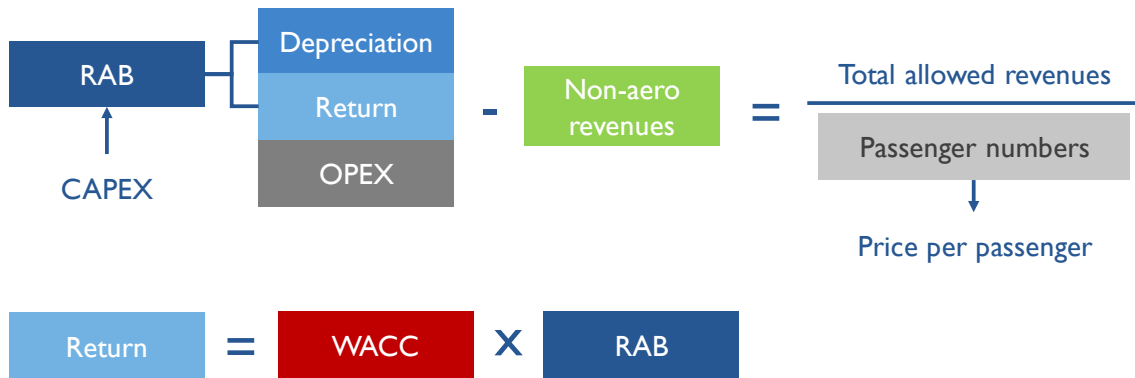 RAB
CAPEX
Depreciation
Return
OPEX
-
Non-aero
revenues
=
Total allowed revenues
Passenger numbers
Price per passenger
Return = WACC x RAB